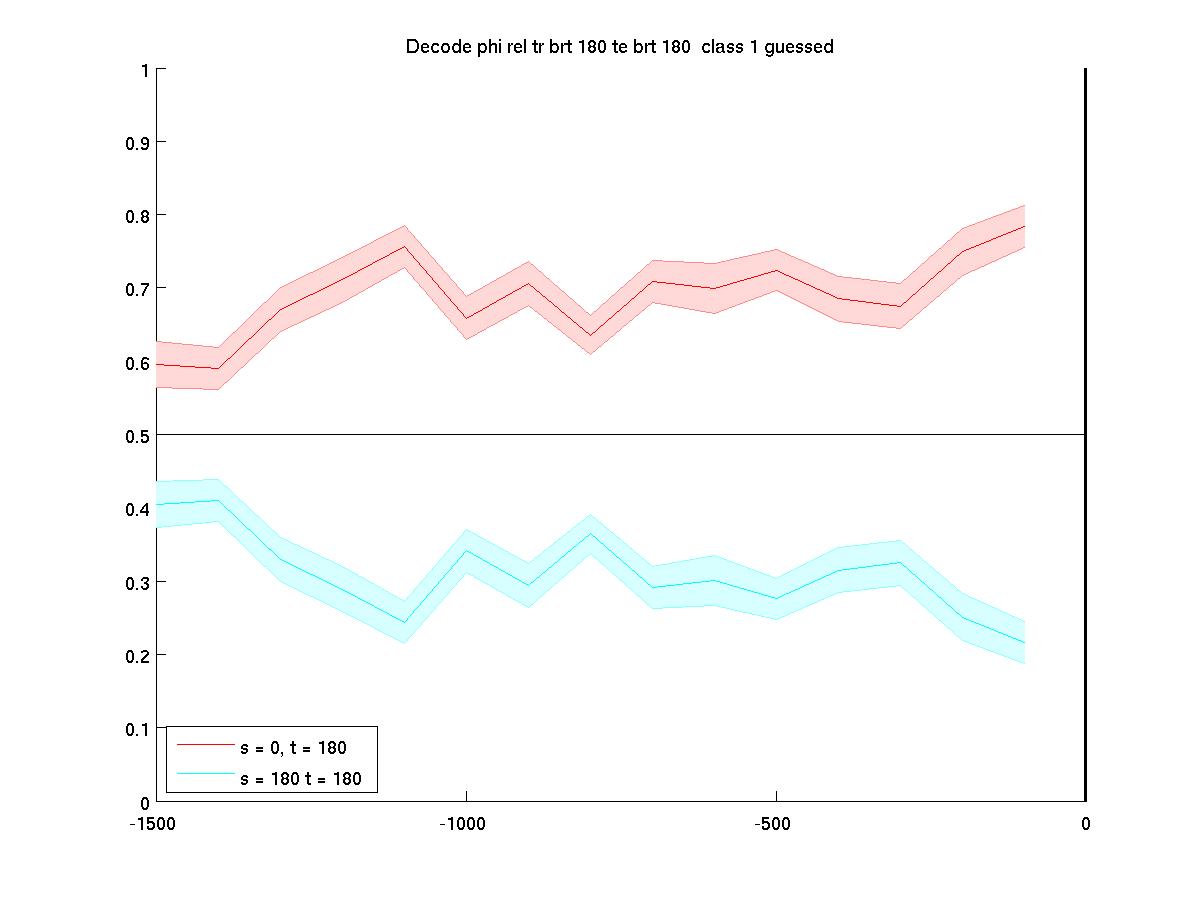 Decode phi rel tr brt 180 te brt 180  class 1 guessed
1
0.9
0.8
0.7
0.6
0.5
0.4
0.3
0.2
0.1
0
s = 0, t = 180
s = 180 t = 180
-1500 -1000 -500 0